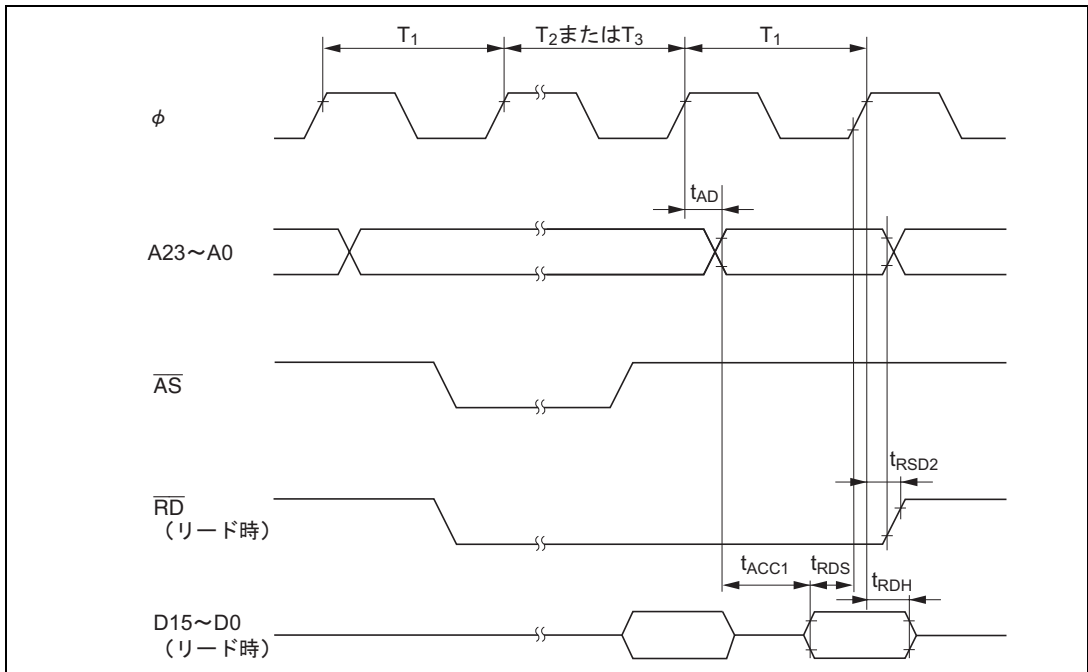 T1 T2またはT3 T1
φ
tAD
A23～A0
AS
tRSD2
RD
（リード時）
tACC1 tRDS tRDH
D15～D0
（リード時）